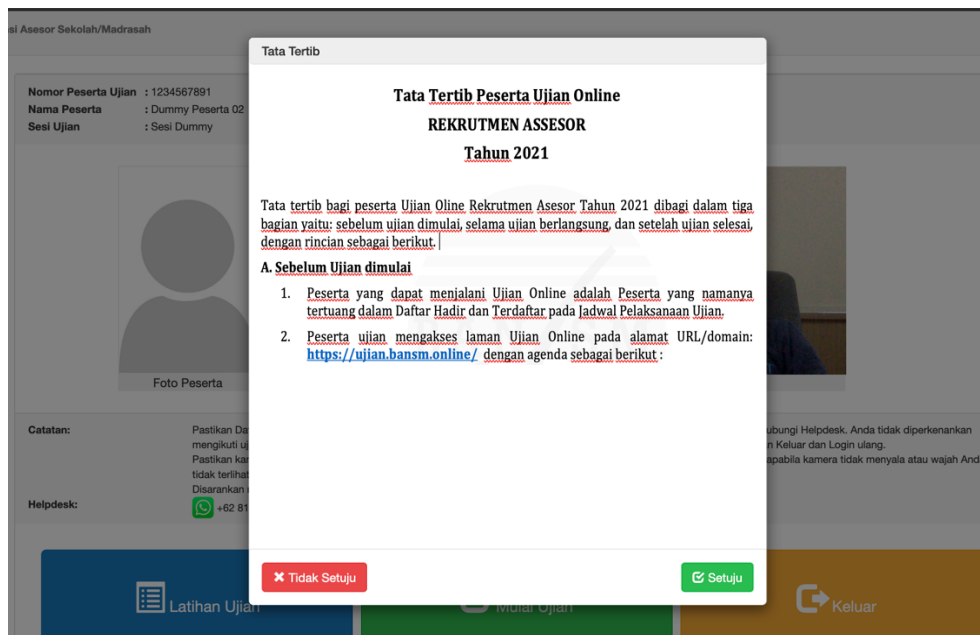 si Asesor Sekolah/Madrasah
Tata Tertib
Nomor Peserta Ujian : 1234567891
Nama Peserta : Dummy Peserta 02
Sesi Ujian : Sesi Dummy
Tata Tertib Peserta Ujian Online
REKRUTMEN ASSESOR
Tahun 2021
Tata tertib bagi peserta Ujian Oline Rekrutmen Asesor Tahun 2021 dibagi dalam tiga
bagian yaitu: sebelum ujian dimulai, selama ujian berlangsung, dan setelah ujian selesai,
dengan rincian sebagai berikut.
A. Sebelum Ujian dimulai
1. Peserta yang dapat menjalani Ujian Online adalah Peserta yang namanya
tertuang dalam Daftar Hadir dan Terdaftar pada Jadwal Pelaksanaan Ujian.
2. Peserta ujian mengakses laman Ujian Online pada alamat URL/domain:
https://ujian.bansm.online/ dengan agenda sebagai berikut :
Foto Peserta
Catatan: Pastikan Da
ubungi Helpdesk. Anda tidak diperkenankan
mengikuti uj
n Keluar dan Login ulang.
Pastikan kar
apabila kamera tidak menyala atau wajah And
tidak terlihat
Disarankan
Helpdesk: +62 81
Tidak Setuju
Setuju
Latihan Ujian
Mulai Ujian
Keluar